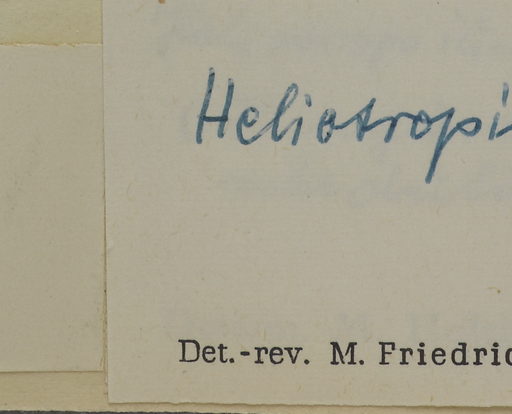 Heliotropi
Det.-rev. M. Friedric